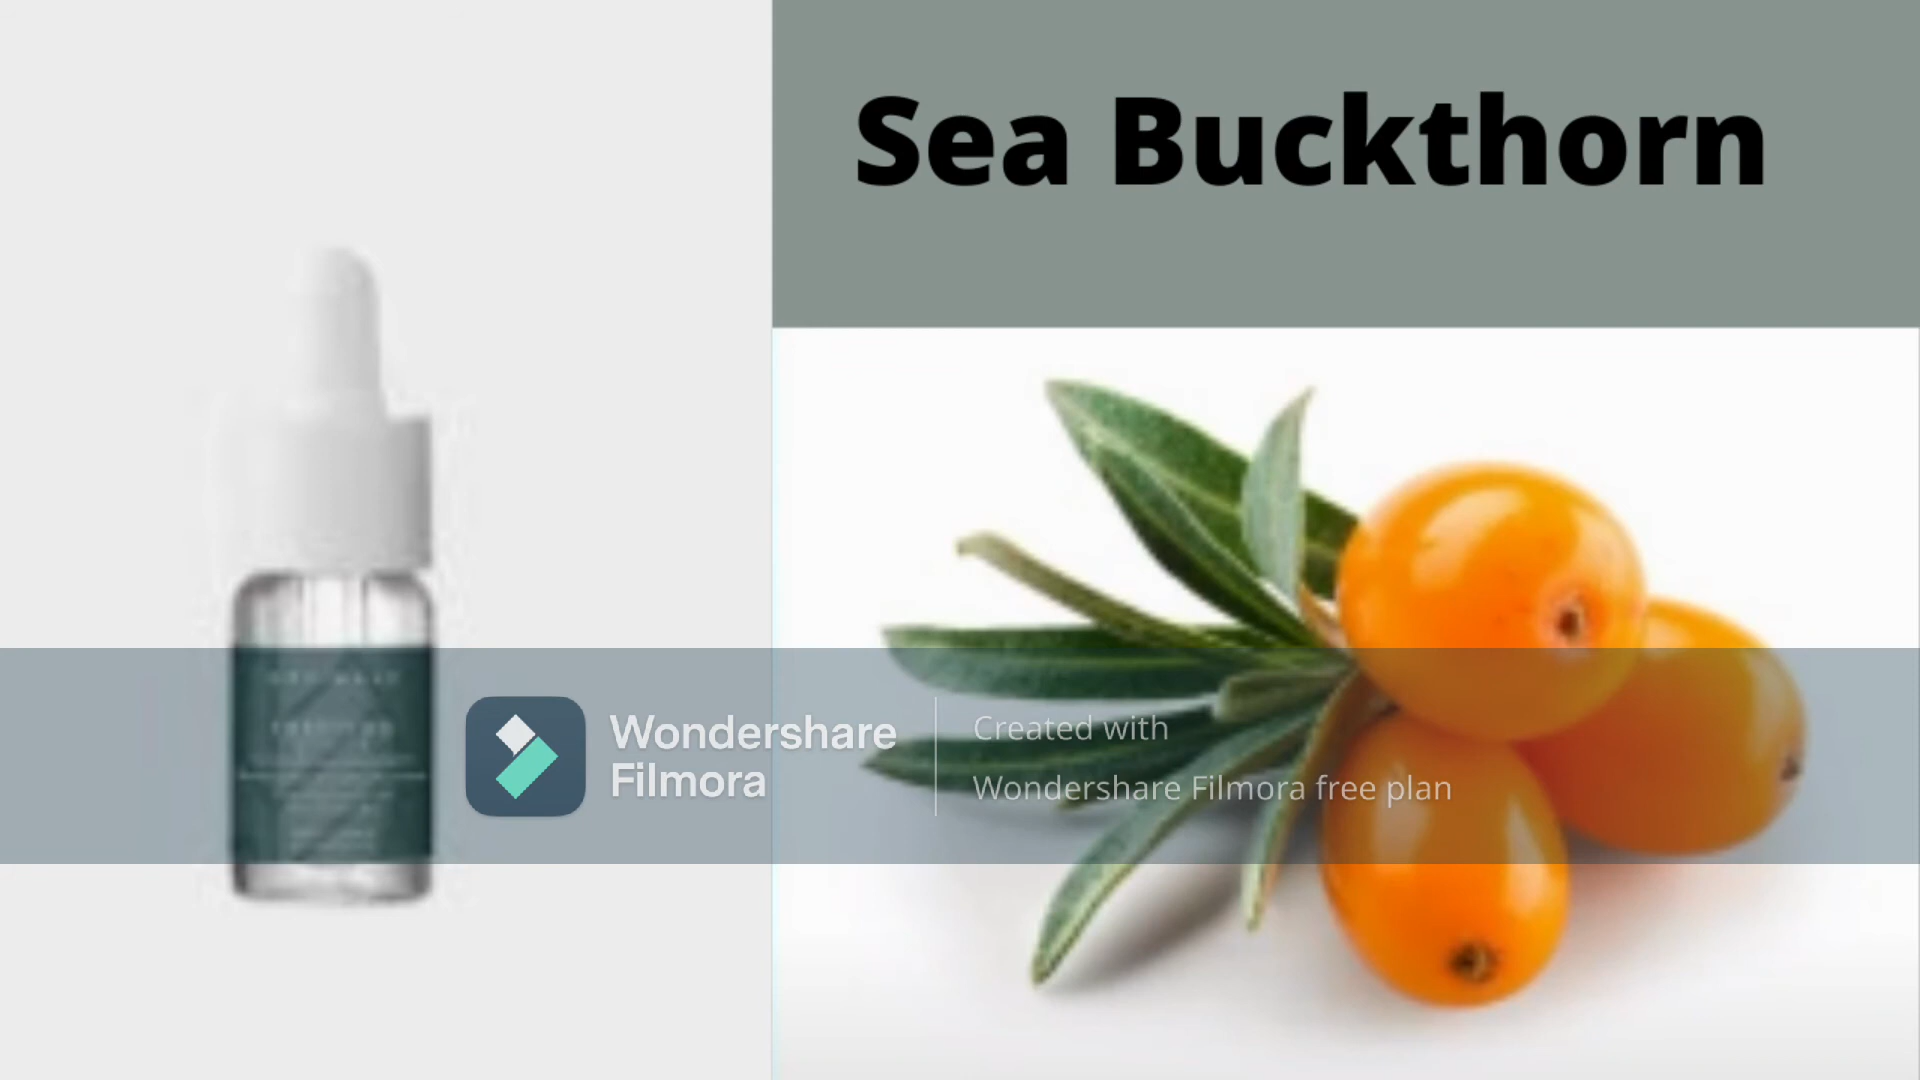 Sea Buckthorn
Wondershare
Filmora
Created with
Wondershare Filmora free plan